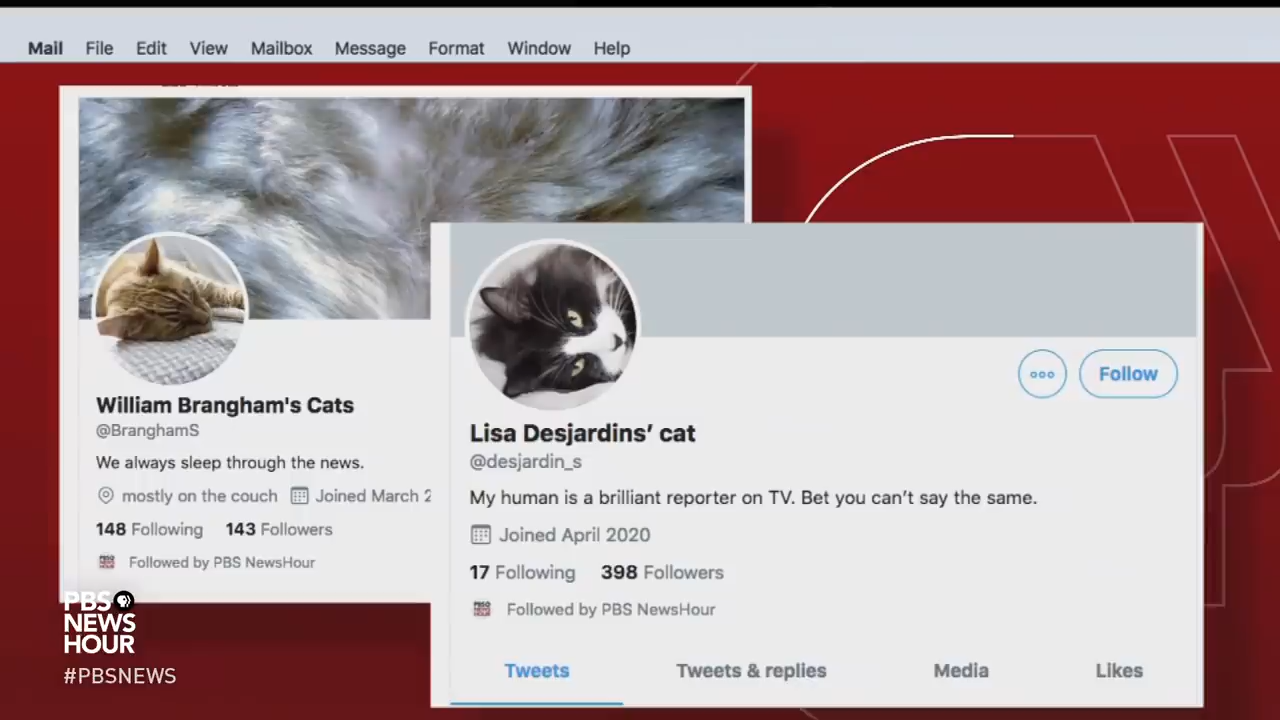 Mail File Edit View Mailbox Message Format Window Help
William Brangham's Cats
@BranghamS
We always sleep through the news.
mostly on the couch Joined March 2
148 Following 143 Followers
Followed by PBS NewsHour
Follow
Lisa Desjardins’ cat
@desjardin_s
My human is a brilliant reporter on TV. Bet you can’t say the same.
Joined April 2020
17 Following 398 Followers
Followed by PBS NewsHour
Tweets Tweets & replies Media Likes
PBS
NEWS
HOUR
#PBSNEWS